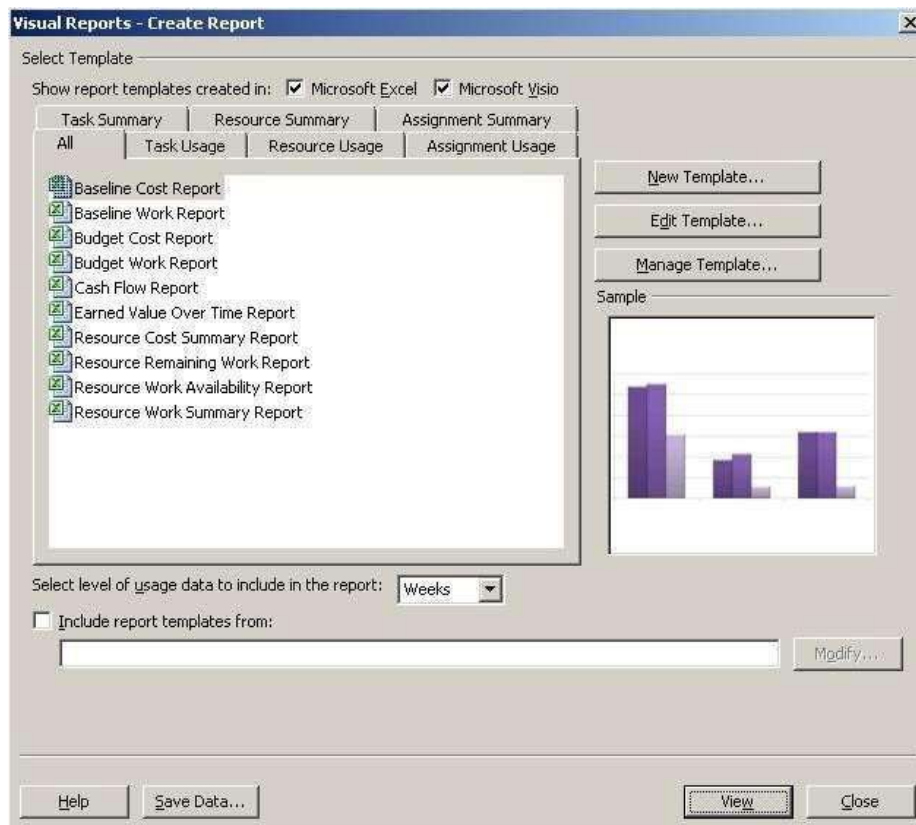 Visual Reports - Create Report
Select Template
Show report templates created in: Microsoft Excel Microsoft Visio
Task Summary Resource Summary Assignment Summary
All Task Usage Resource Usage Assignment Usage
Baseline Cost Report
Baseline Work Report
Budget Cost Report
Budget Work Report
Cash Flow Report
Earned Value Over Time Report
Resource Cost Summary Report
Resource Remaining Work Report
Resource Work Availability Report
Resource Work Summary Report
New Template...
Edit Template...
Manage Template...
Sample
Select level of usage data to include in the report: Weeks
Include report templates from:
Modify...
Help Save Data... View Close